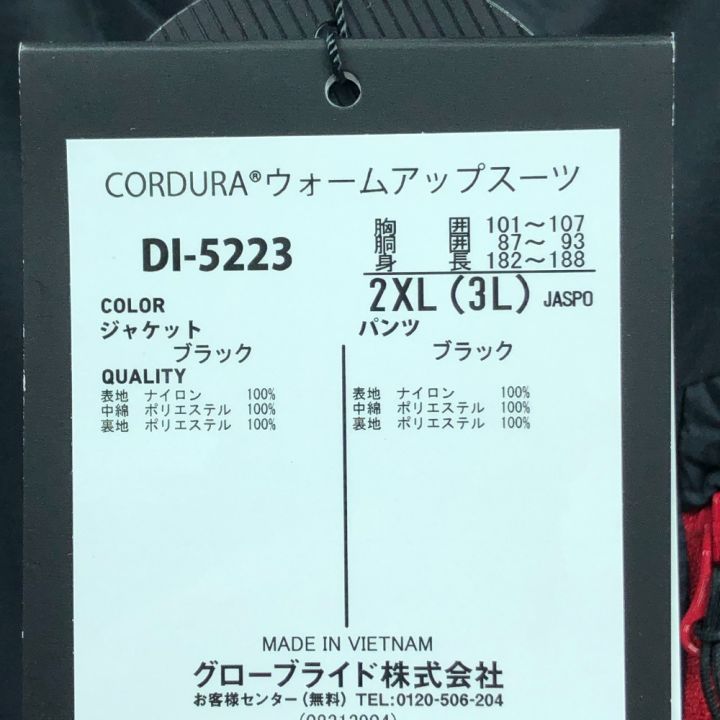 CORDURA®ウォームアップスーツ
DI-5223
胸囲 101～107
胴囲 87～ 93
身長 182～188
2XL(3L) JASPO
COLOR
ジャケット パンツ
ブラック ブラック
QUALITY
表地 ナイロン 100% 表地 ナイロン 100%
中綿 ポリエステル 100% 中綿 ポリエステル 100%
裏地 ポリエステル 100% 裏地 ポリエステル 100%
MADE IN VIETNAM
グローブライド株式会社
お客様センター(無料) TEL:0120-506-204